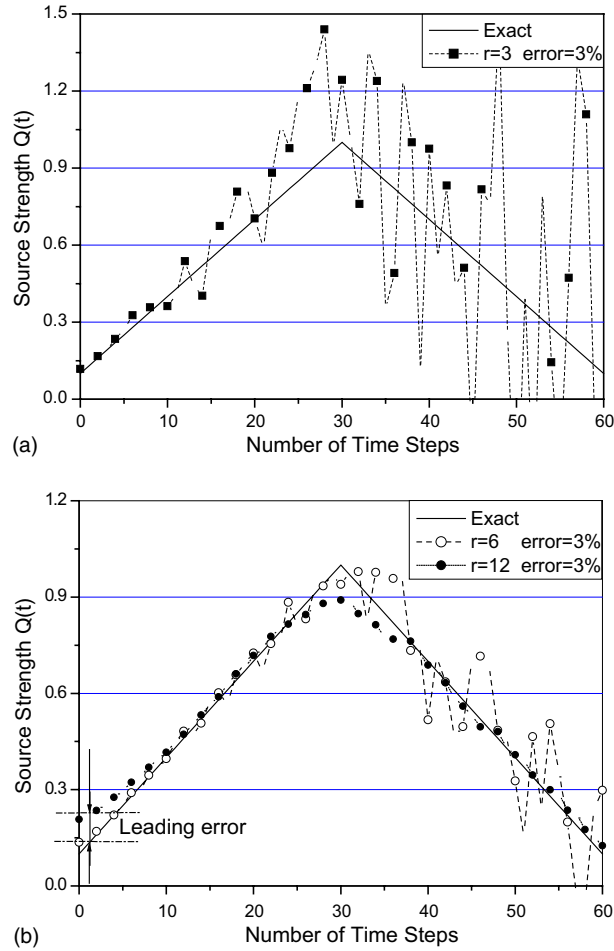 1.5
1.2
0.9
0.6
0.3
0.0
Source Strength Q(t)
Exact
r=3 error=3%
0 10 20 30 40 50 60
Number of Time Steps
(a)
1.2
0.9
0.6
0.3
0.0
Source Strength Q(t)
Exact
r=6 error=3%
r=12 error=3%
Leading error
0 10 20 30 40 50 60
Number of Time Steps
(b)